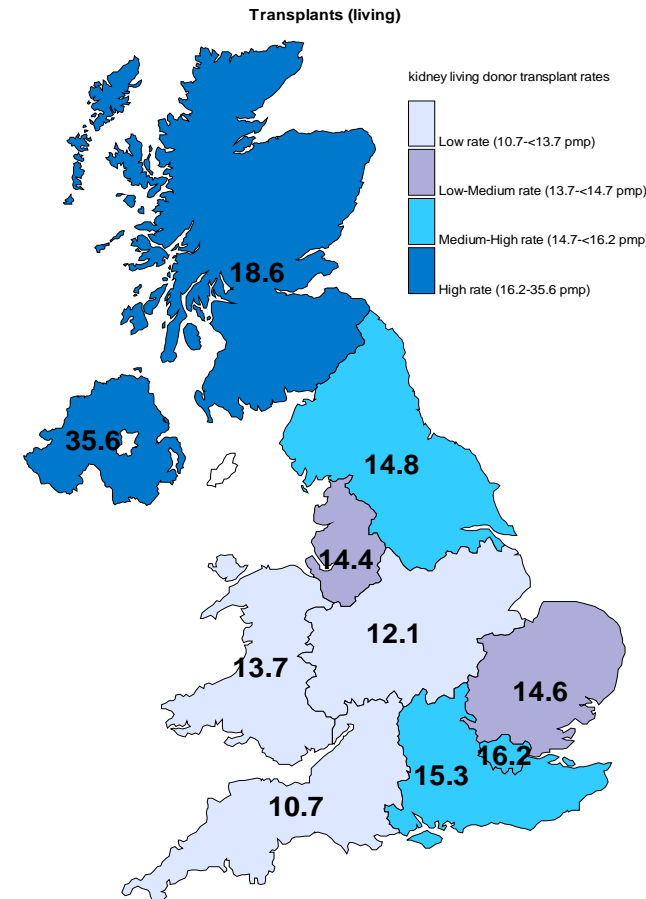 Transplants (living)
kidney living donor transplant rates
Low rate (10.7-<13.7 pmp)
Low-Medium rate (13.7-<14.7 pmp)
Medium-High rate (14.7-<16.2 pmp)
High rate (16.2-35.6 pmp)
18.6
35.6
14.8
14.4
12.1
13.7
14.6
16.2
15.3
10.7